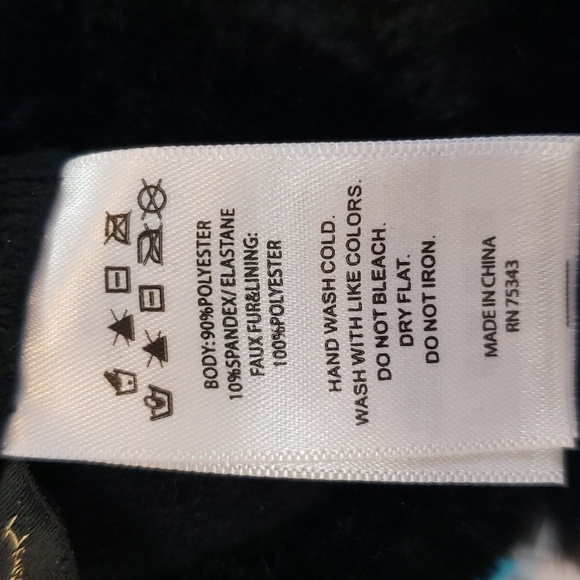 BODY: 90%POLYESTER
10%SPANDEX/ELASTANE
FAUX FUR&LINING:
100%POLYESTER
HAND WASH COLD.
WASH WITH LIKE COLORS.
DO NOT BLEACH.
DRY FLAT.
DO NOT IRON.
MADE IN CHINA
RN 75343